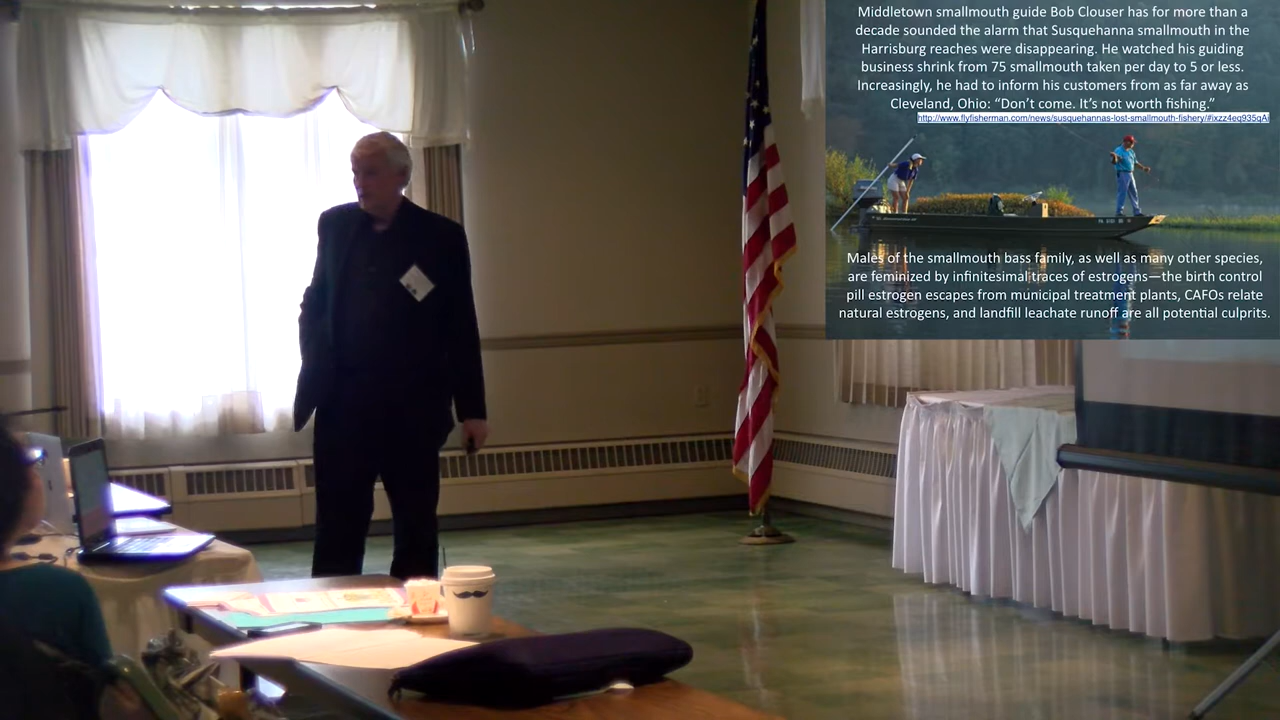 Middletown smallmouth guide Bob Clouser has for more than a
decade sounded the alarm that Susquehanna smallmouth in the
Harrisburg reaches were disappearing. He watched his guiding
business shrink from 75 smallmouth taken per day to 5 or less.
Increasingly, he had to inform his customers from as far away as
Cleveland, Ohio: “Don’t come. It’s not worth fishing.”
http://www.flyfisherman.com/news/susquehannas-lost-smallmouth-fishery/#ixzz4eq935qAi
Males of the smallmouth bass family, as well as many other species,
are feminized by infinitesimal traces of estrogens—the birth control
pill estrogen escapes from municipal treatment plants, CAFOs relate
natural estrogens, and landfill leachate runoff are all potential culprits.